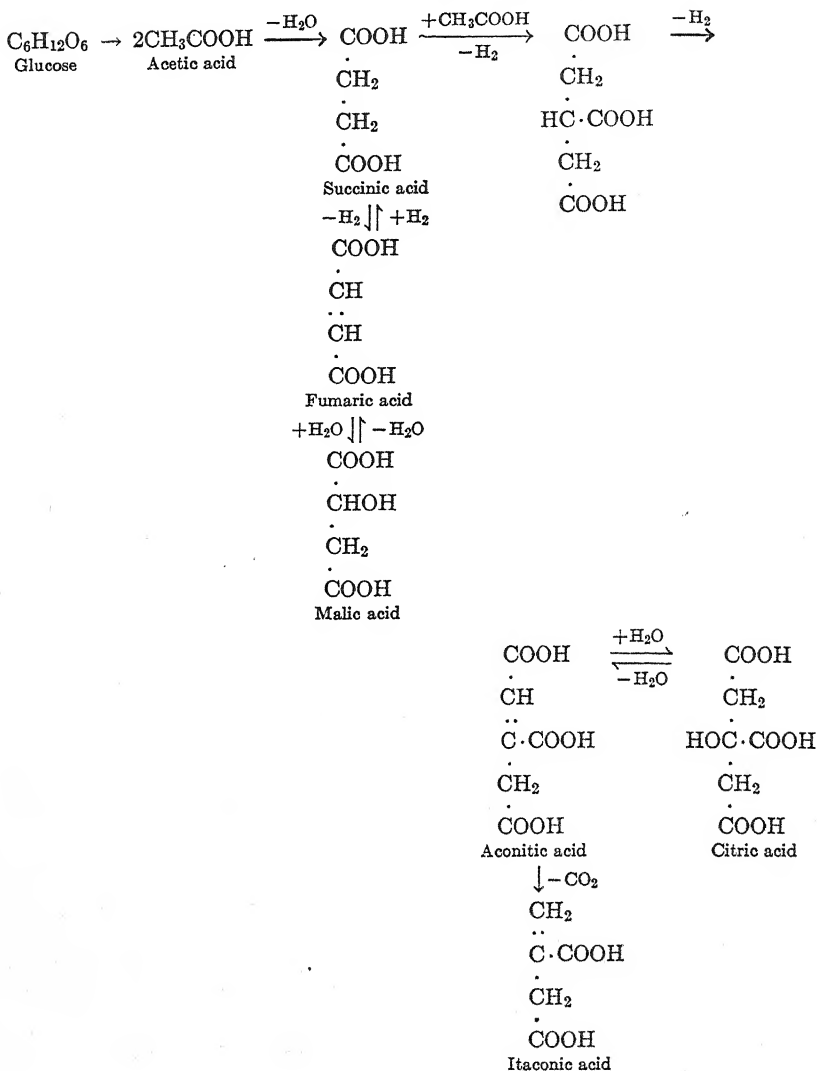 −H₂O +CH₃COOH −H₂
C₆H₁₂O₆ → 2CH₃COOH ⟶ COOH ⟶ COOH ⟶
Glucose Acetic acid −H₂
CH₂ CH₂
CH₂ HC·COOH
COOH CH₂
Succinic acid COOH
−H₂ ⇃↾ +H₂
COOH
CH
CH
COOH
Fumaric acid
+H₂O ⇃↾ −H₂O
COOH
CHOH
CH₂
COOH
Malic acid
+H₂O
COOH ⇌ COOH
−H₂O
CH CH₂
C·COOH HOC·COOH
CH₂ CH₂
COOH COOH
Aconitic acid Citric acid
↓−CO₂
CH₂
C·COOH
CH₂
COOH
Itaconic acid